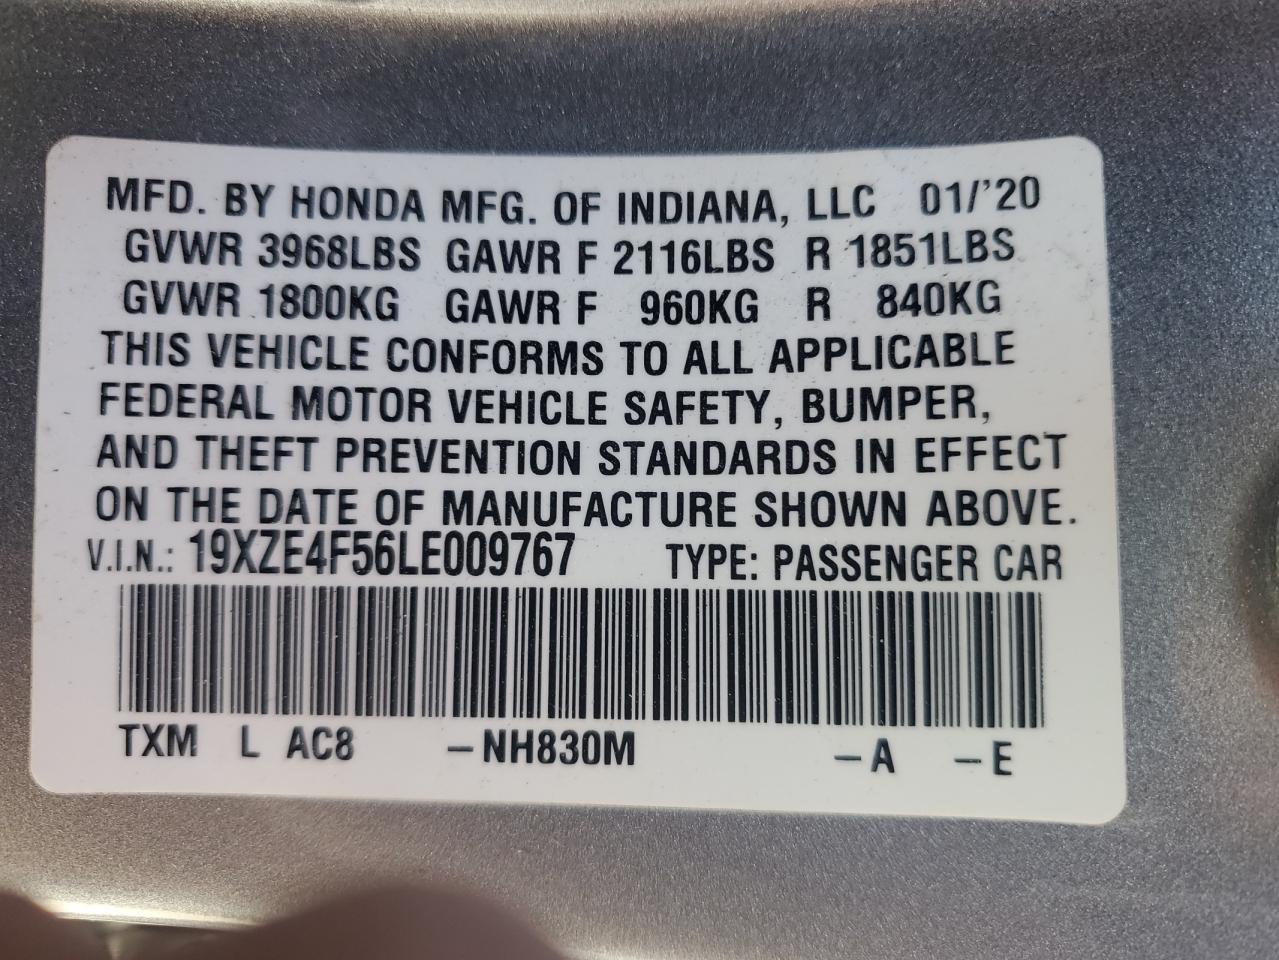 MFD. BY HONDA MFG. OF INDIANA, LLC 01/'20
GVWR 3968LBS GAWR F 2116LBS R 1851LBS
GVWR 1800KG GAWR F 960KG R 840KG
THIS VEHICLE CONFORMS TO ALL APPLICABLE
FEDERAL MOTOR VEHICLE SAFETY, BUMPER,
AND THEFT PREVENTION STANDARDS IN EFFECT
ON THE DATE OF MANUFACTURE SHOWN ABOVE.
V.I.N.: 19XZE4F56LE009767 TYPE: PASSENGER CAR
TXM L AC8 –NH830M –A –E